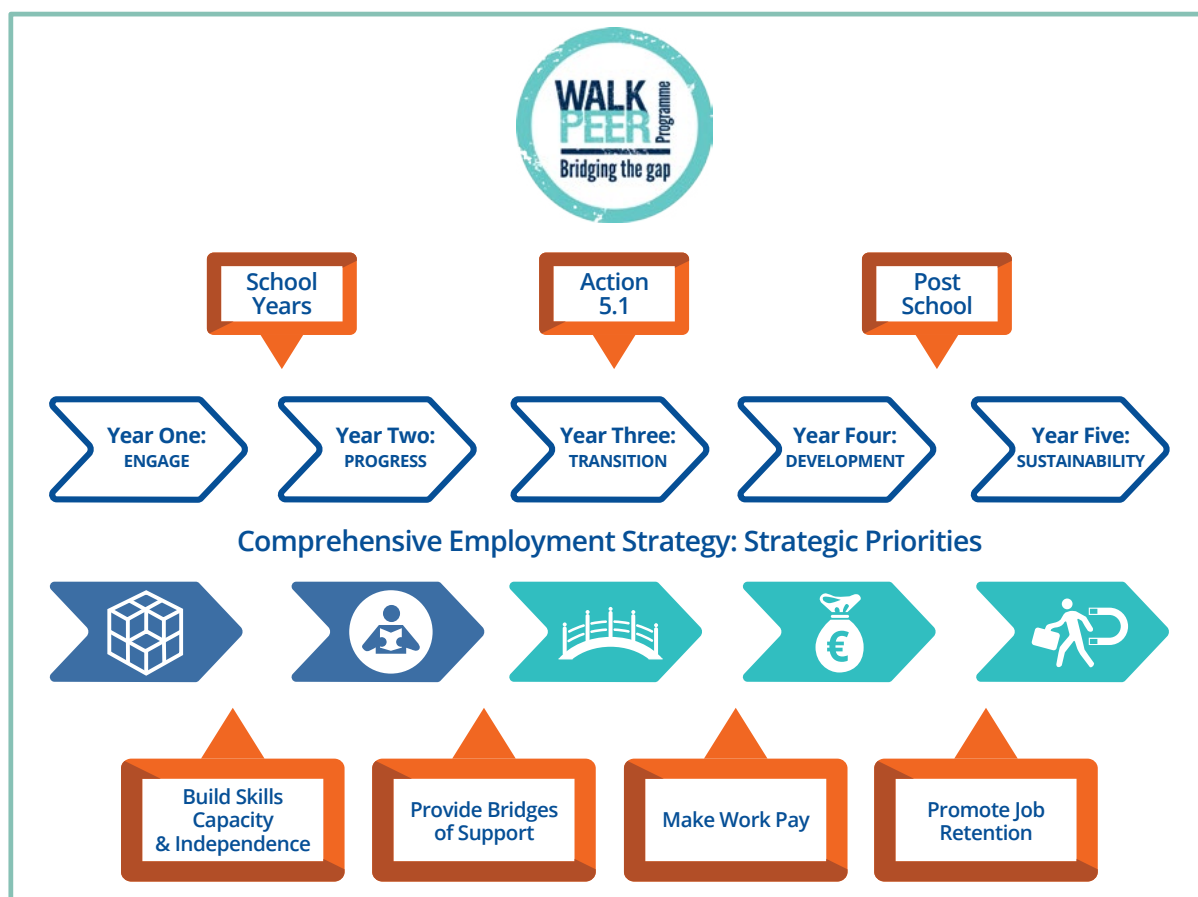 WALK
PEER
Programme
Bridging the gap
School
Years
Action
5.1
Post
School
Year One:
ENGAGE
Year Two:
PROGRESS
Year Three:
TRANSITION
Year Four:
DEVELOPMENT
Year Five:
SUSTAINABILITY
Comprehensive Employment Strategy: Strategic Priorities
€
Build Skills
Capacity
& Independence
Provide Bridges
of Support
Make Work Pay
Promote Job
Retention